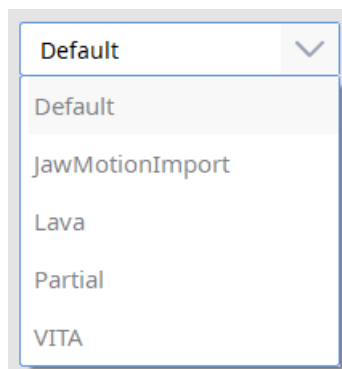 Default
Default
JawMotionImport
Lava
Partial
VITA